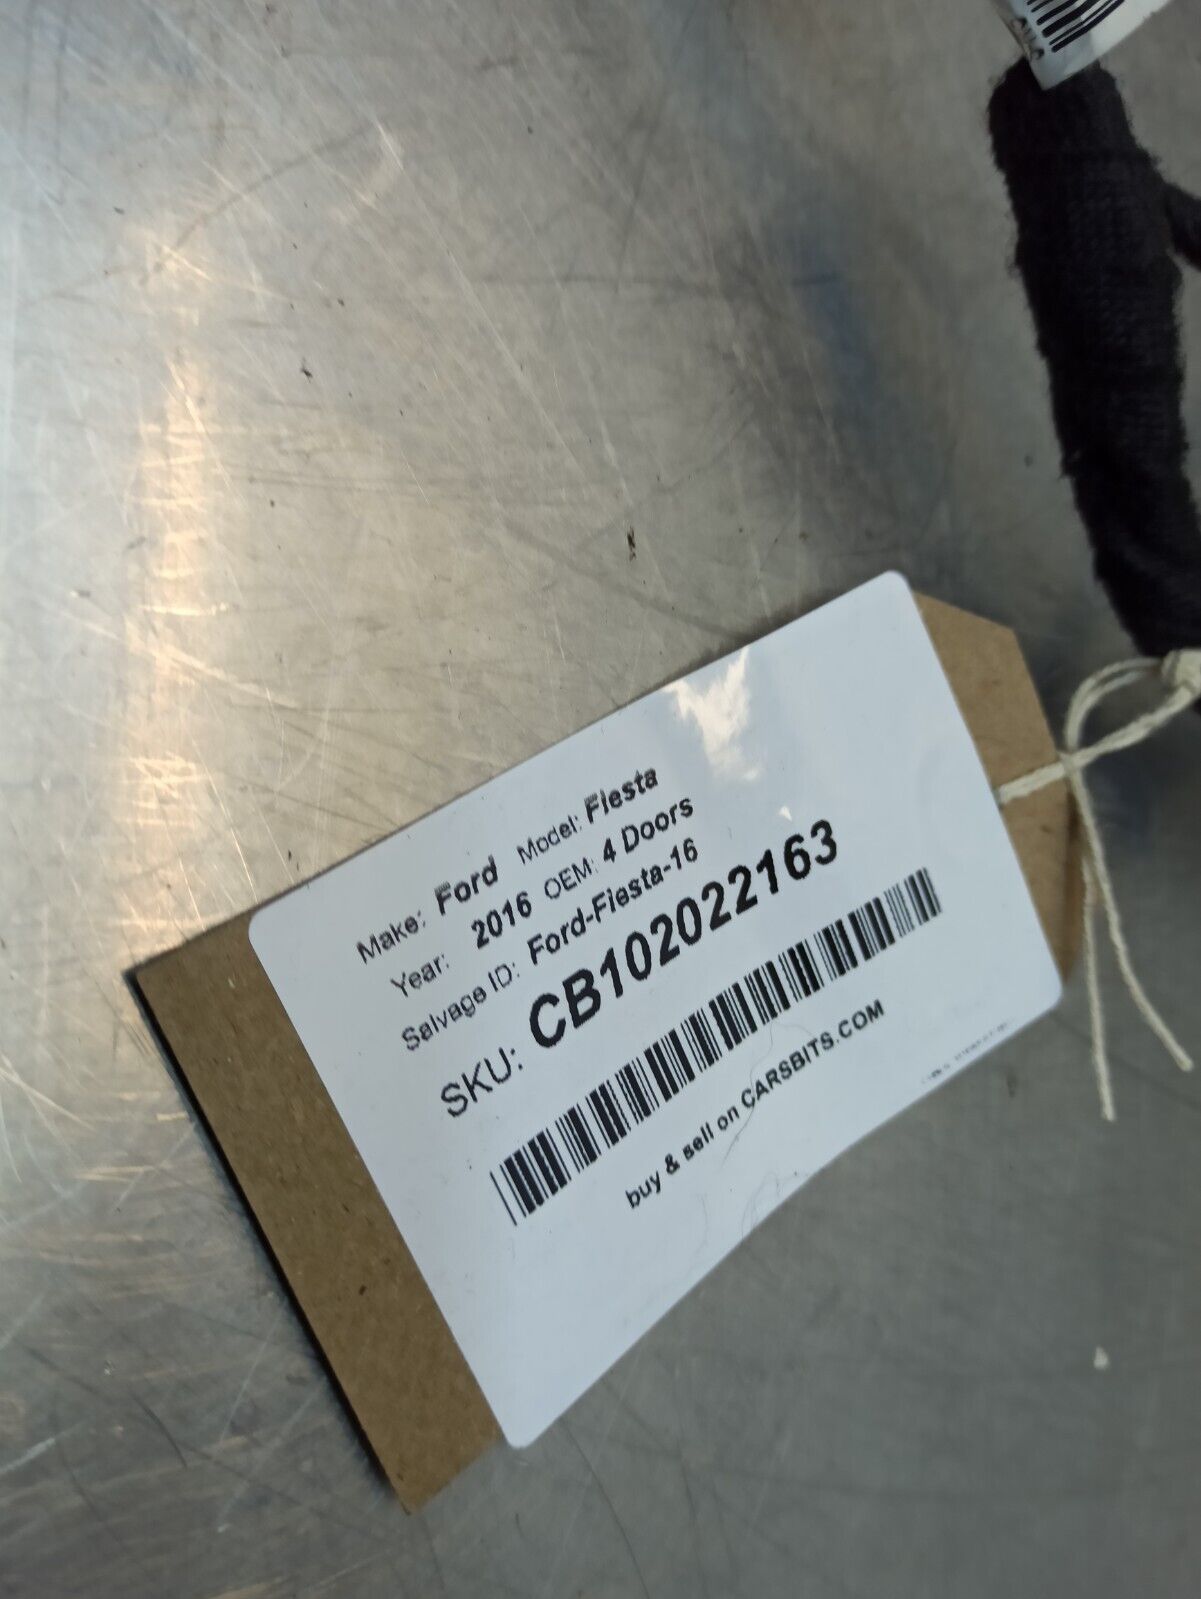 Make: Ford Model: Fiesta
Year: 2016 OEM: 4 Doors
Salvage ID: Ford-Fiesta-16
SKU: CB102022163
buy & sell on CARSBITS.COM